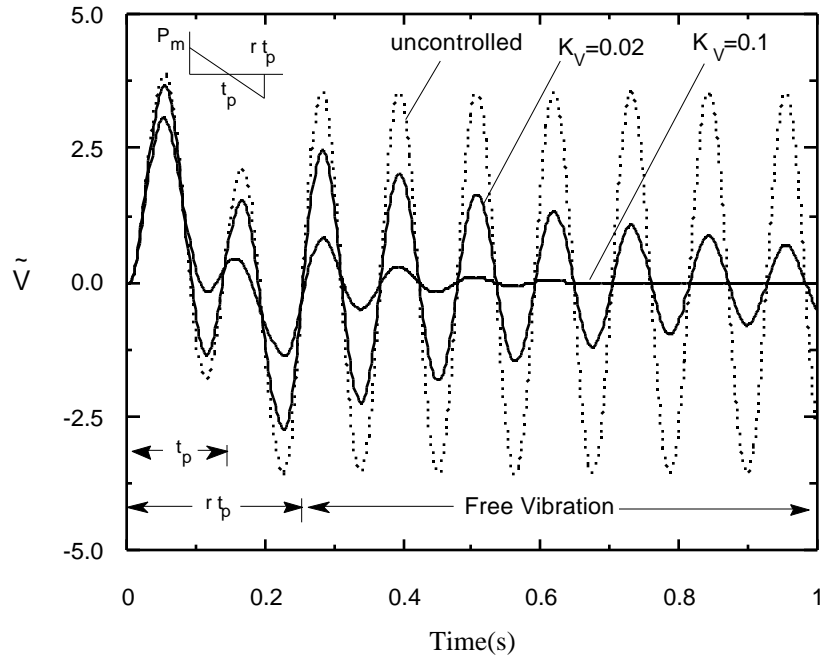 5.0
P_m
r t_p
t_p
uncontrolled
K_V=0.02
K_V=0.1
2.5
Ṽ
0.0
-2.5
t_p
r t_p
Free Vibration
-5.0
0 0.2 0.4 0.6 0.8 1
Time(s)